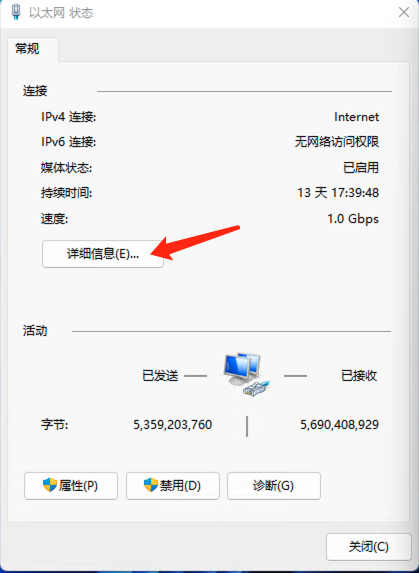 以太网 状态
常规
连接
IPv4 连接: Internet
IPv6 连接: 无网络访问权限
媒体状态: 已启用
持续时间: 13 天 17:39:48
速度: 1.0 Gbps
详细信息(E)...
活动
已发送 — — 已接收
字节: 5,359,203,760 | 5,690,408,929
属性(P) 禁用(D) 诊断(G)
关闭(C)